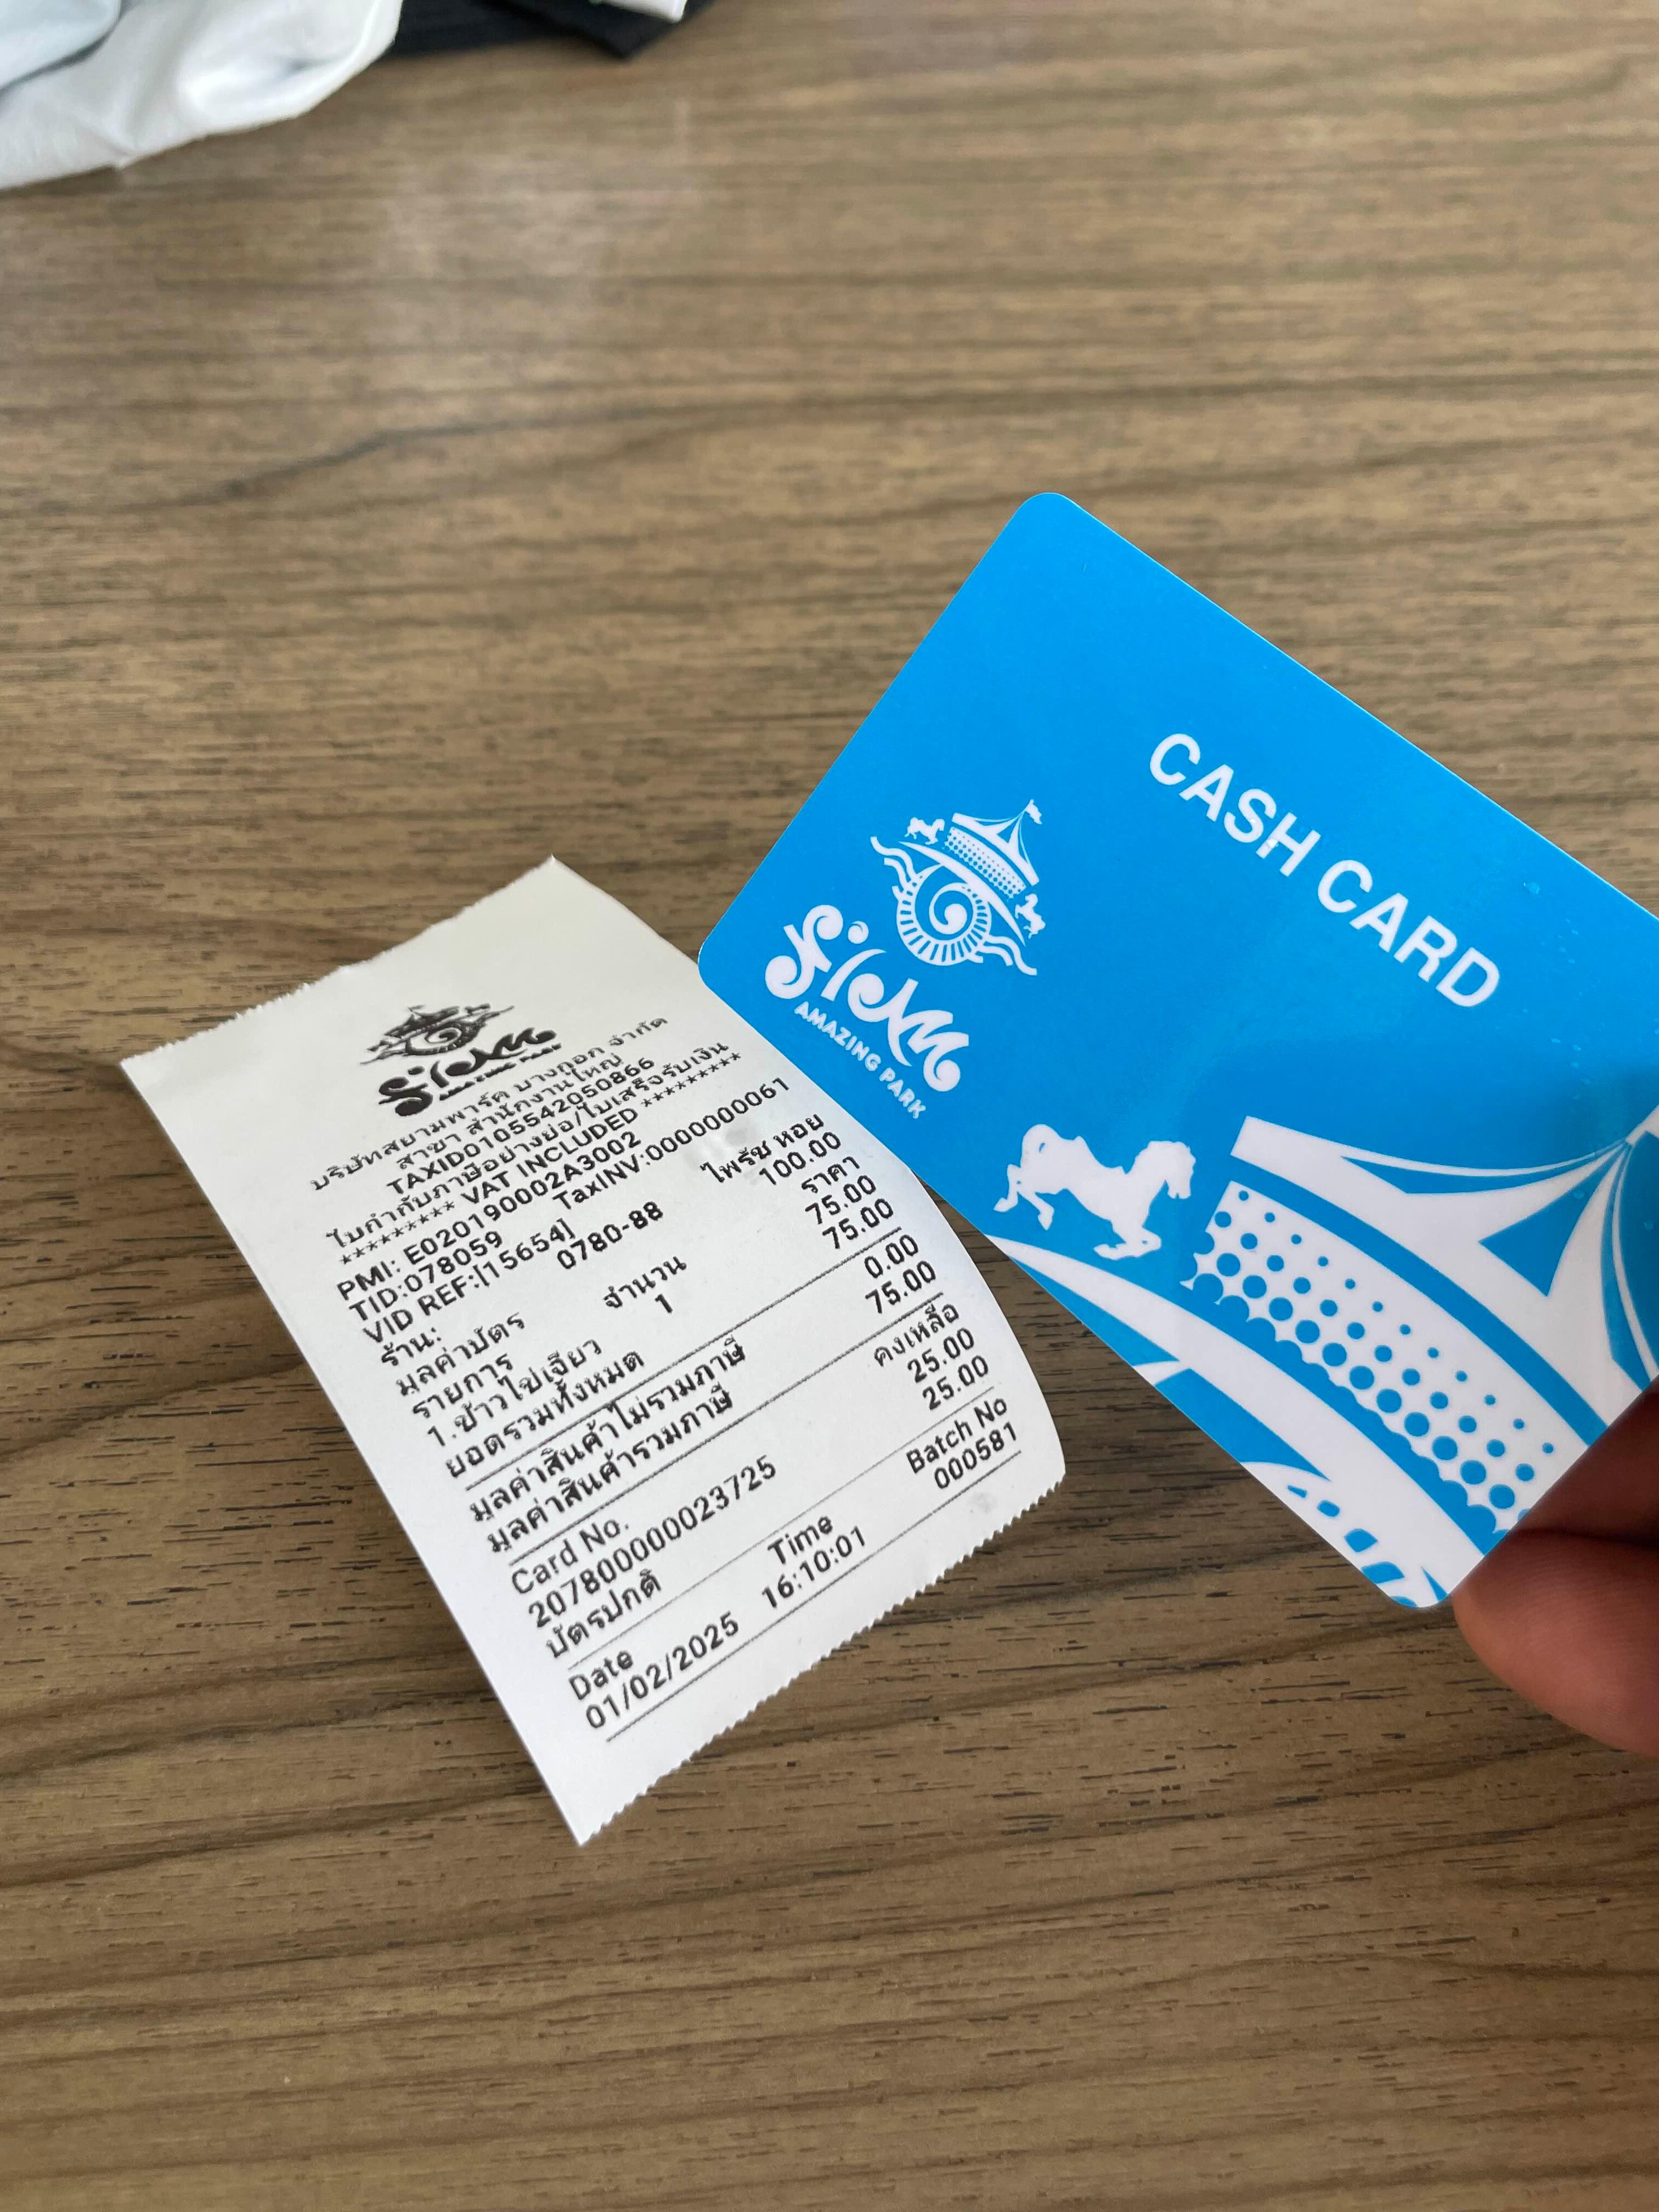 SIAM
AMAZING PARK
บริษัทสยามพาร์ค บางกอก จำกัด
สาขา สำนักงานใหญ่
TAXID0105542050866
ใบกำกับภาษีอย่างย่อ/ใบเสร็จรับเงิน
********* VAT INCLUDED *********
PMI: E020190002A3002
TID:078059 TaxINV:0000000061
VID REF:[15654]
ร้าน: 0780-88 ไพรัช หอย
มูลค่าบัตร 100.00
รายการ จำนวน ราคา
1.ข้าวไข่เจียว 1 75.00
ยอดรวมทั้งหมด 75.00
มูลค่าสินค้าไม่รวมภาษี 0.00
มูลค่าสินค้ารวมภาษี 75.00
Card No. คงเหลือ
2078000000023725 25.00
บัตรปกติ 25.00
Date Time Batch No
01/02/2025 16:10:01 000581
CASH CARD
SIAM
AMAZING PARK